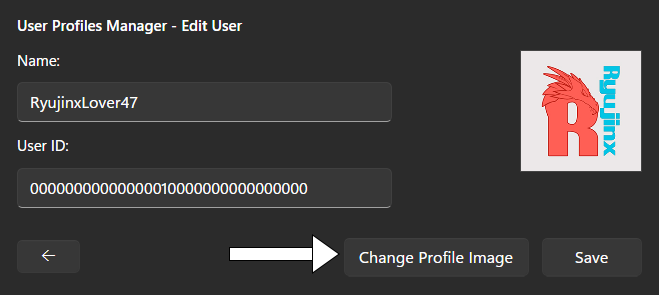 User Profiles Manager - Edit User
Name:
RyujinxLover47
Ryujinx
R
User ID:
00000000000000010000000000000000
Change Profile Image
Save